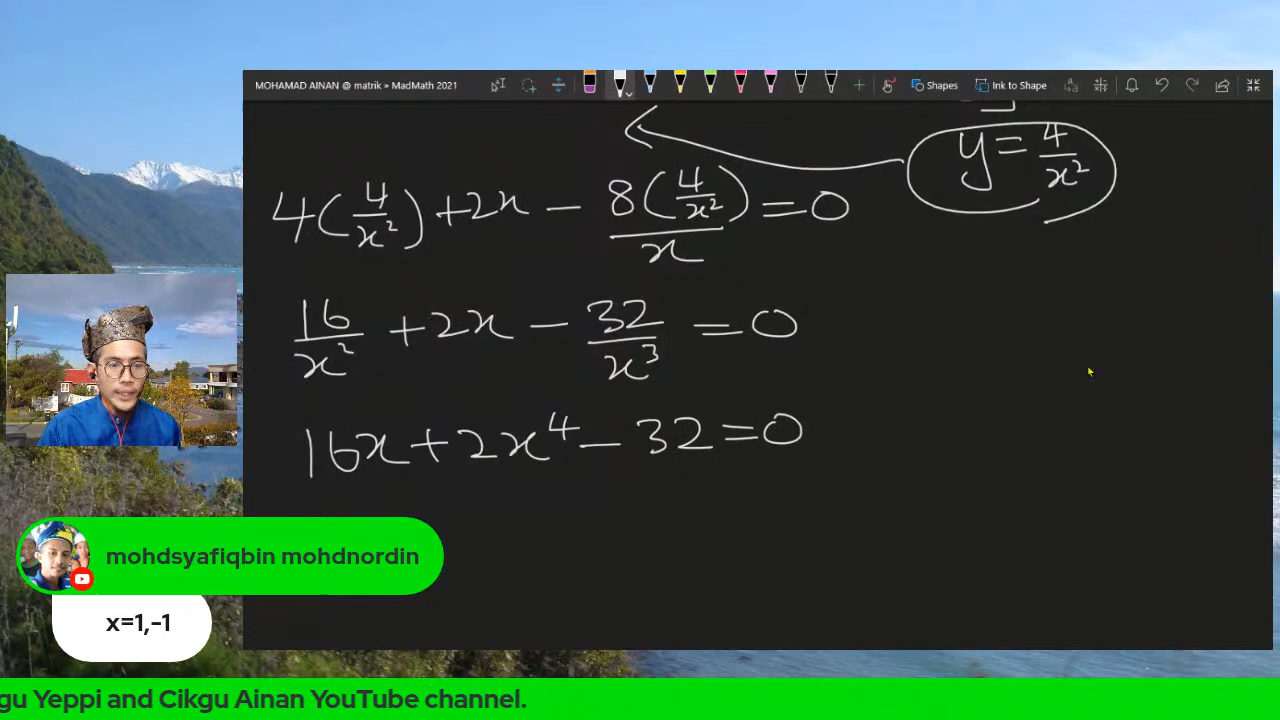 MOHAMAD AINAN @ matrik » MadMath 2021
Shapes
Ink to Shape
y = 4/x²
4(4/x²) + 2x − 8(4/x²)/x = 0
16/x² + 2x − 32/x³ = 0
16x + 2x⁴ − 32 = 0
mohdsyafiqbin mohdnordin
x=1,-1
gu Yeppi and Cikgu Ainan YouTube channel.